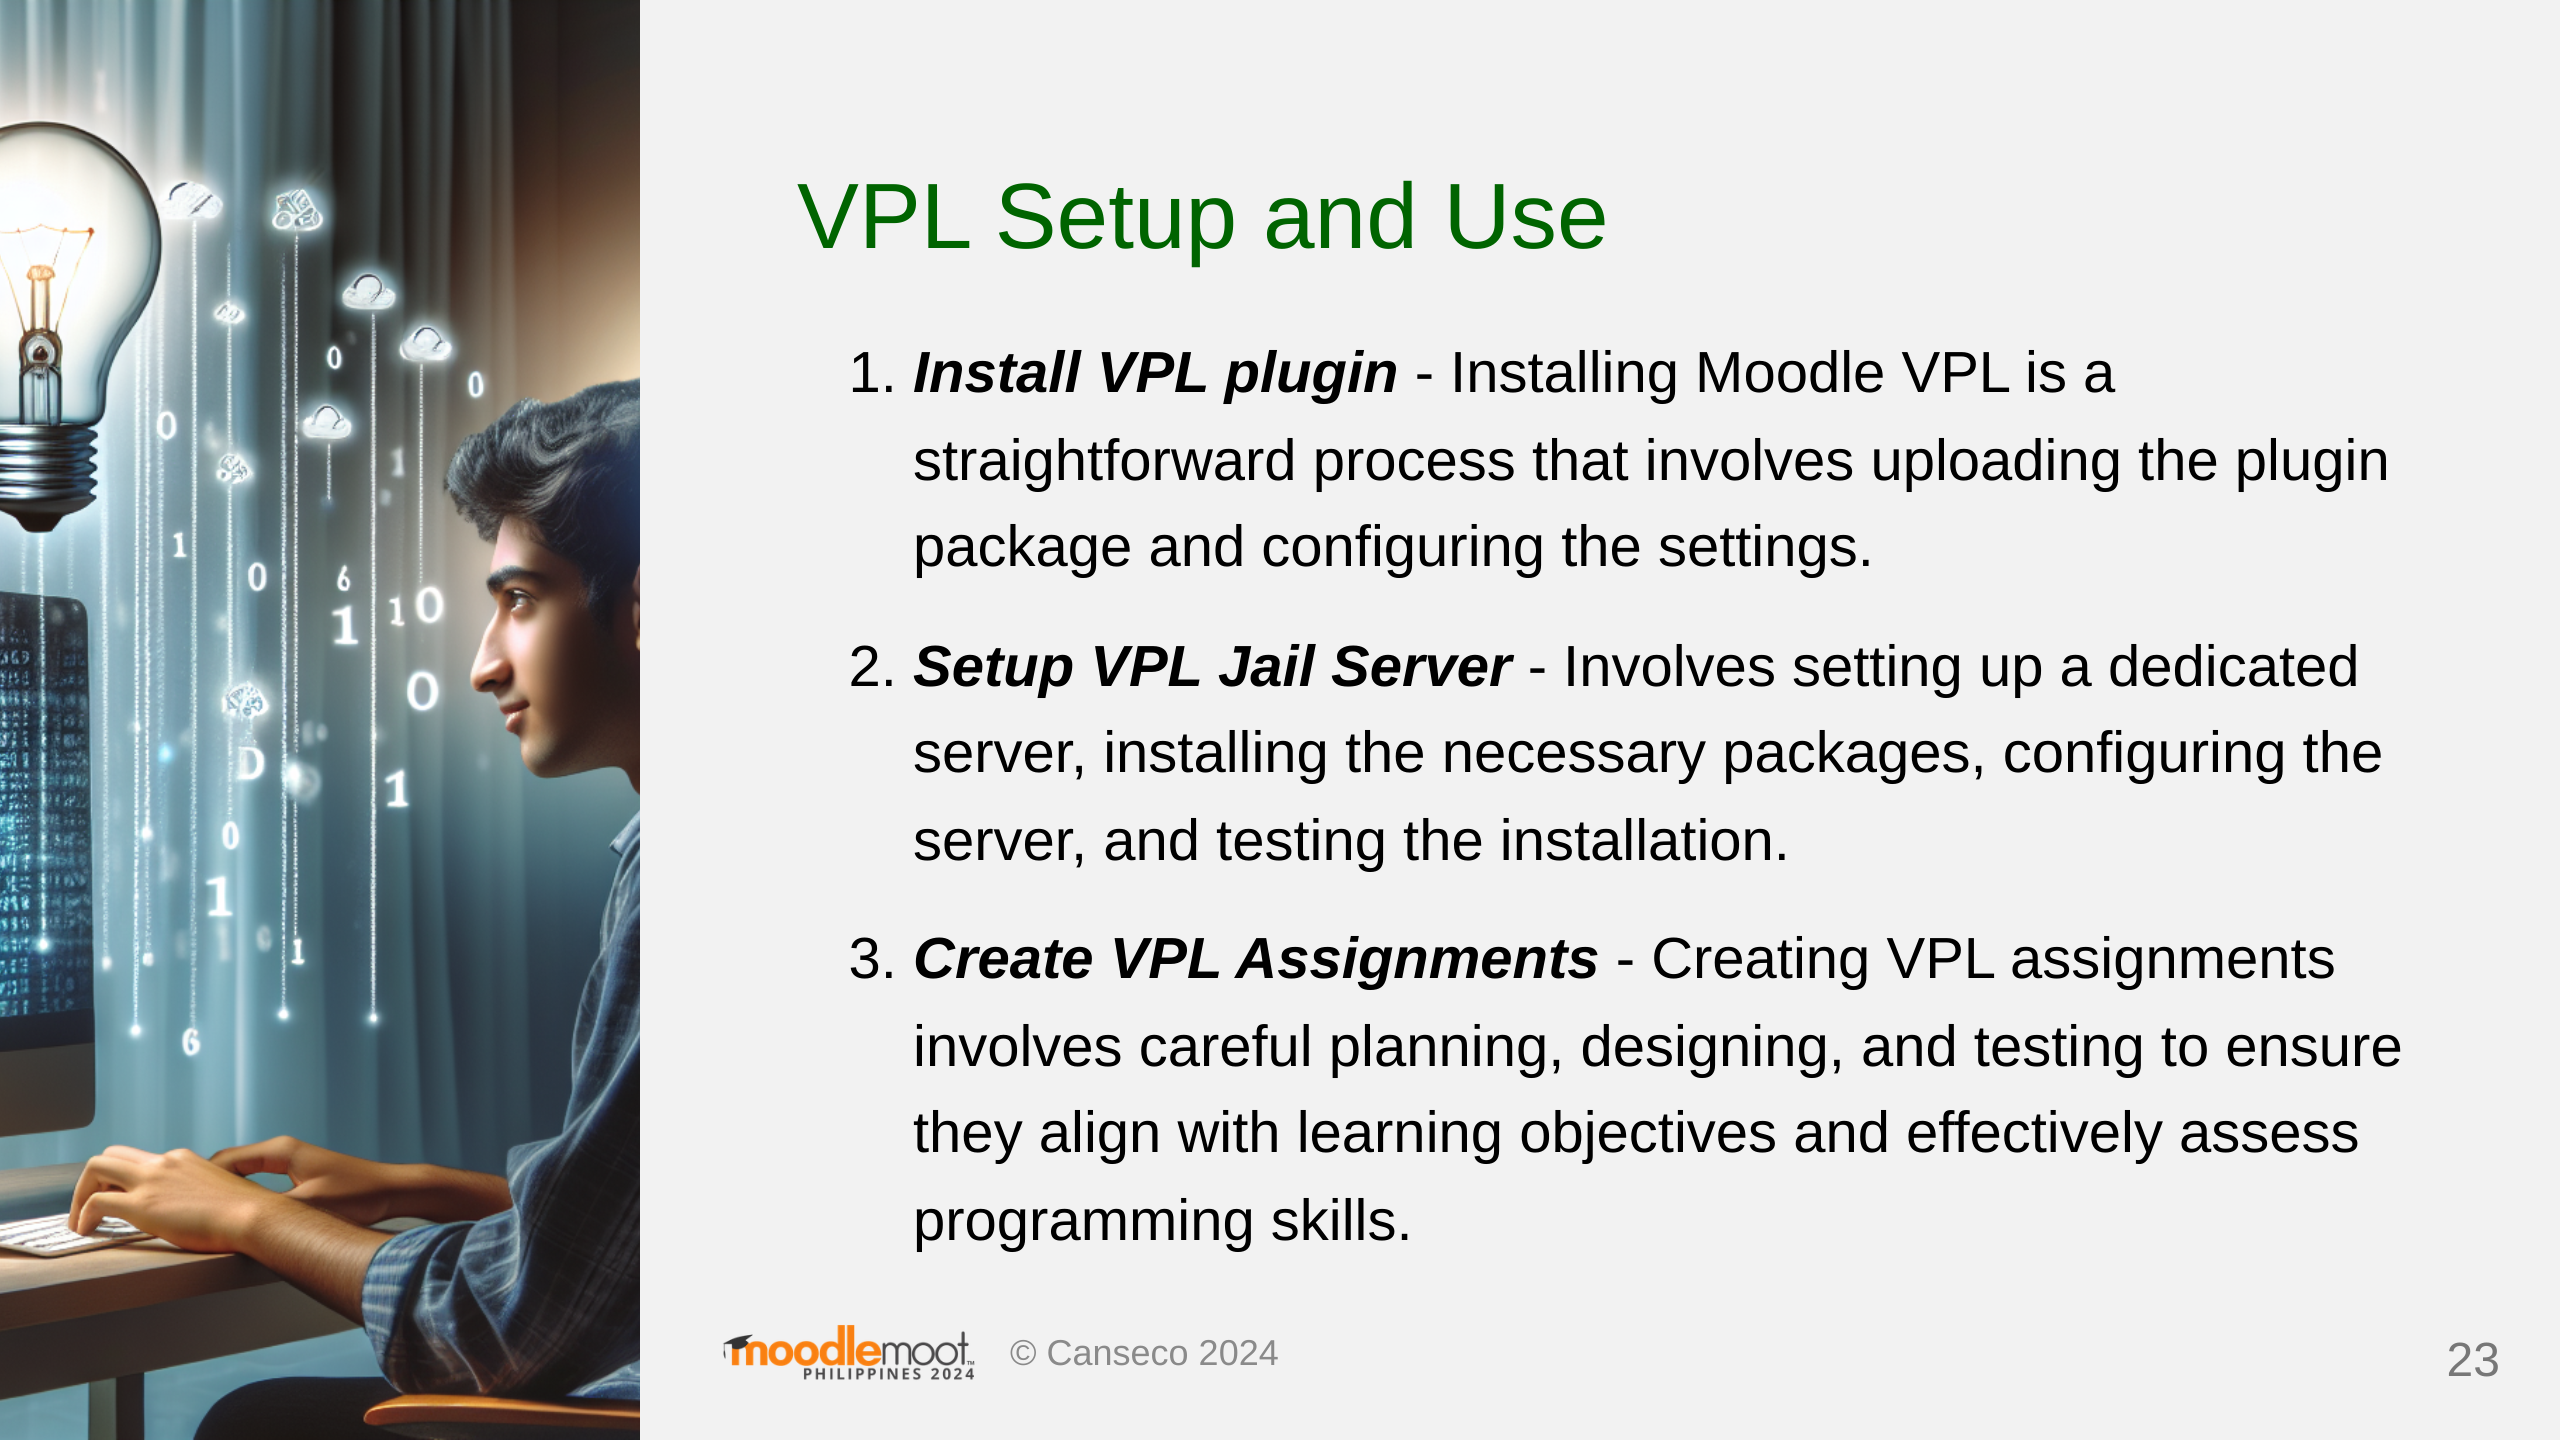 VPL Setup and Use
1. Install VPL plugin - Installing Moodle VPL is a
straightforward process that involves uploading the plugin
package and configuring the settings.
2. Setup VPL Jail Server - Involves setting up a dedicated
server, installing the necessary packages, configuring the
server, and testing the installation.
3. Create VPL Assignments - Creating VPL assignments
involves careful planning, designing, and testing to ensure
they align with learning objectives and effectively assess
programming skills.
moodlemoot™
PHILIPPINES 2024
© Canseco 2024
23